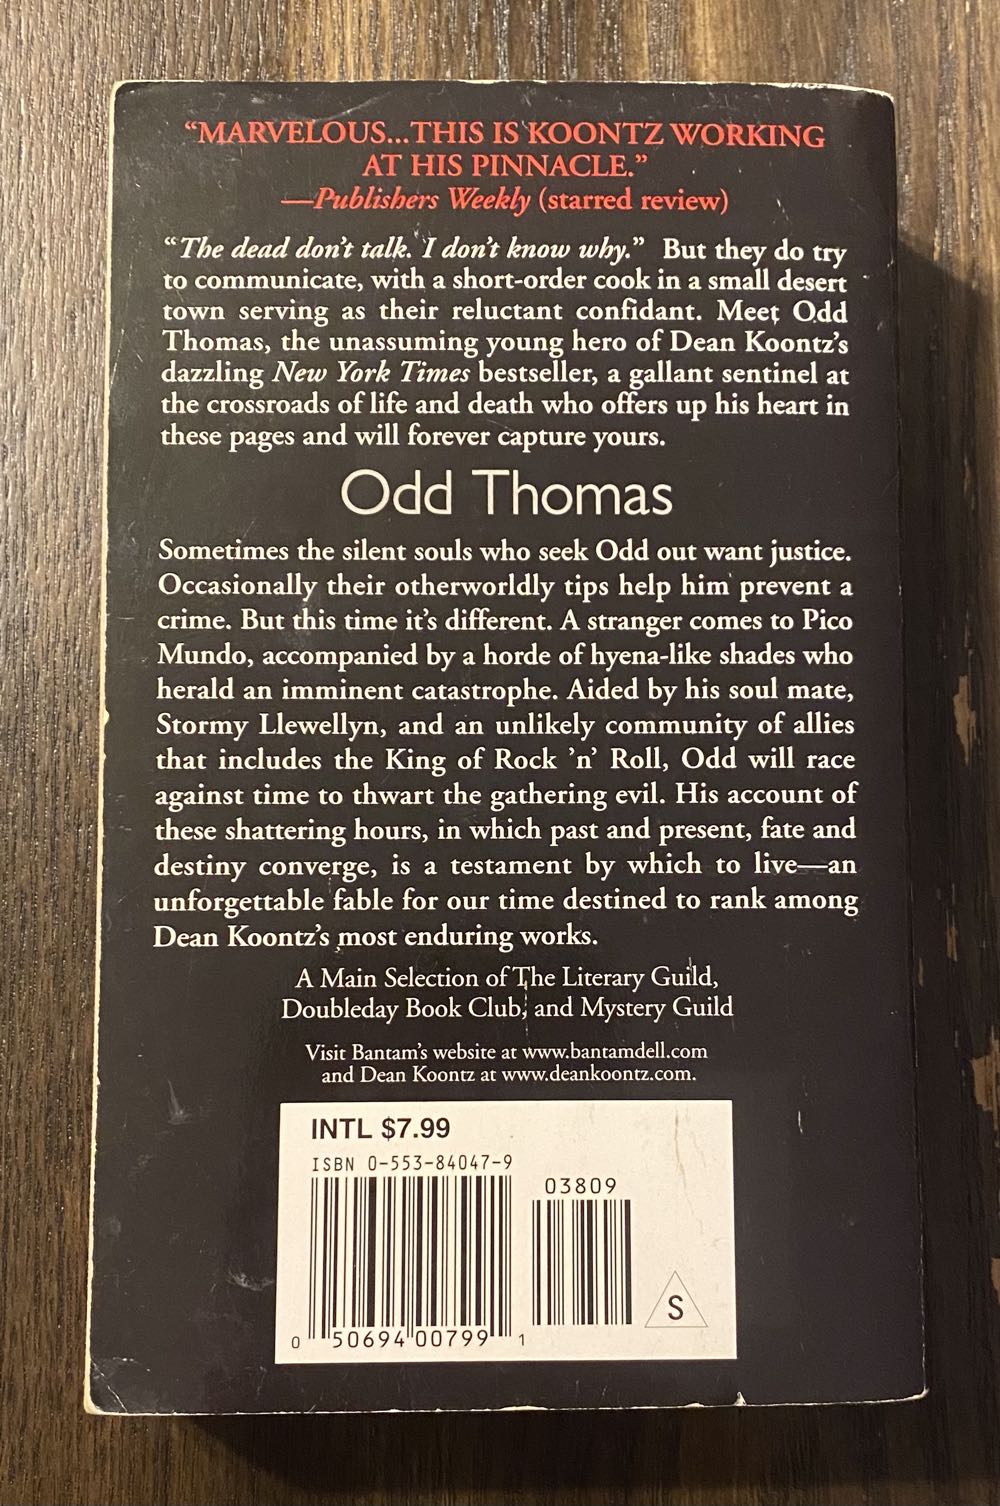 “MARVELOUS...THIS IS KOONTZ WORKING
AT HIS PINNACLE.”
—Publishers Weekly (starred review)
“The dead don’t talk. I don’t know why.” But they do try
to communicate, with a short-order cook in a small desert
town serving as their reluctant confidant. Meet Odd
Thomas, the unassuming young hero of Dean Koontz’s
dazzling New York Times bestseller, a gallant sentinel at
the crossroads of life and death who offers up his heart in
these pages and will forever capture yours.
Odd Thomas
Sometimes the silent souls who seek Odd out want justice.
Occasionally their otherworldly tips help him prevent a
crime. But this time it’s different. A stranger comes to Pico
Mundo, accompanied by a horde of hyena-like shades who
herald an imminent catastrophe. Aided by his soul mate,
Stormy Llewellyn, and an unlikely community of allies
that includes the King of Rock ’n’ Roll, Odd will race
against time to thwart the gathering evil. His account of
these shattering hours, in which past and present, fate and
destiny converge, is a testament by which to live—an
unforgettable fable for our time destined to rank among
Dean Koontz’s most enduring works.
A Main Selection of The Literary Guild,
Doubleday Book Club, and Mystery Guild
Visit Bantam’s website at www.bantamdell.com
and Dean Koontz at www.deankoontz.com.
INTL $7.99
ISBN 0-553-84047-9
03809
S
0 50694 00799 1